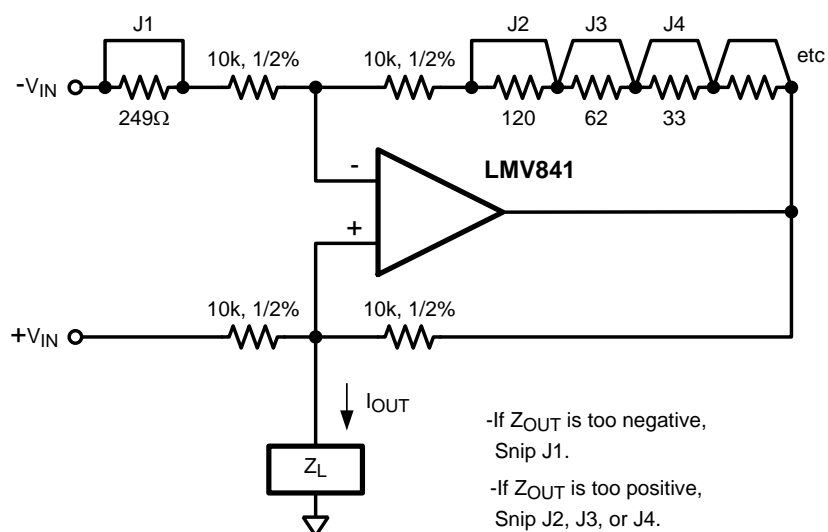 J1
J2
J3
J4
etc
10k, 1/2%
10k, 1/2%
-VIN
249Ω
120
62
33
LMV841
-
+
10k, 1/2%
10k, 1/2%
+VIN
IOUT
ZL
-If ZOUT is too negative,
Snip J1.
-If ZOUT is too positive,
Snip J2, J3, or J4.